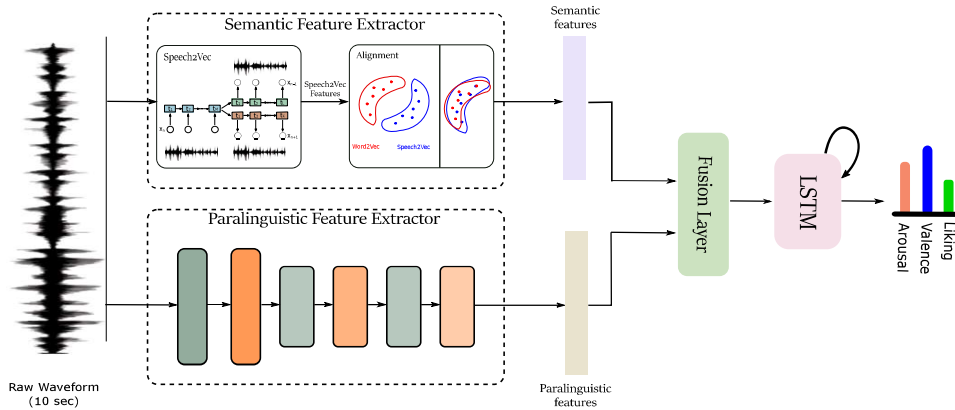 Semantic Feature Extractor
Speech2Vec
Speech2Vec
Features
Alignment
Word2Vec
Speech2Vec
Semantic
features
Paralinguistic Feature Extractor
Paralinguistic
features
Fusion Layer
LSTM
Arousal
Valence
Liking
Raw Waveform
(10 sec)